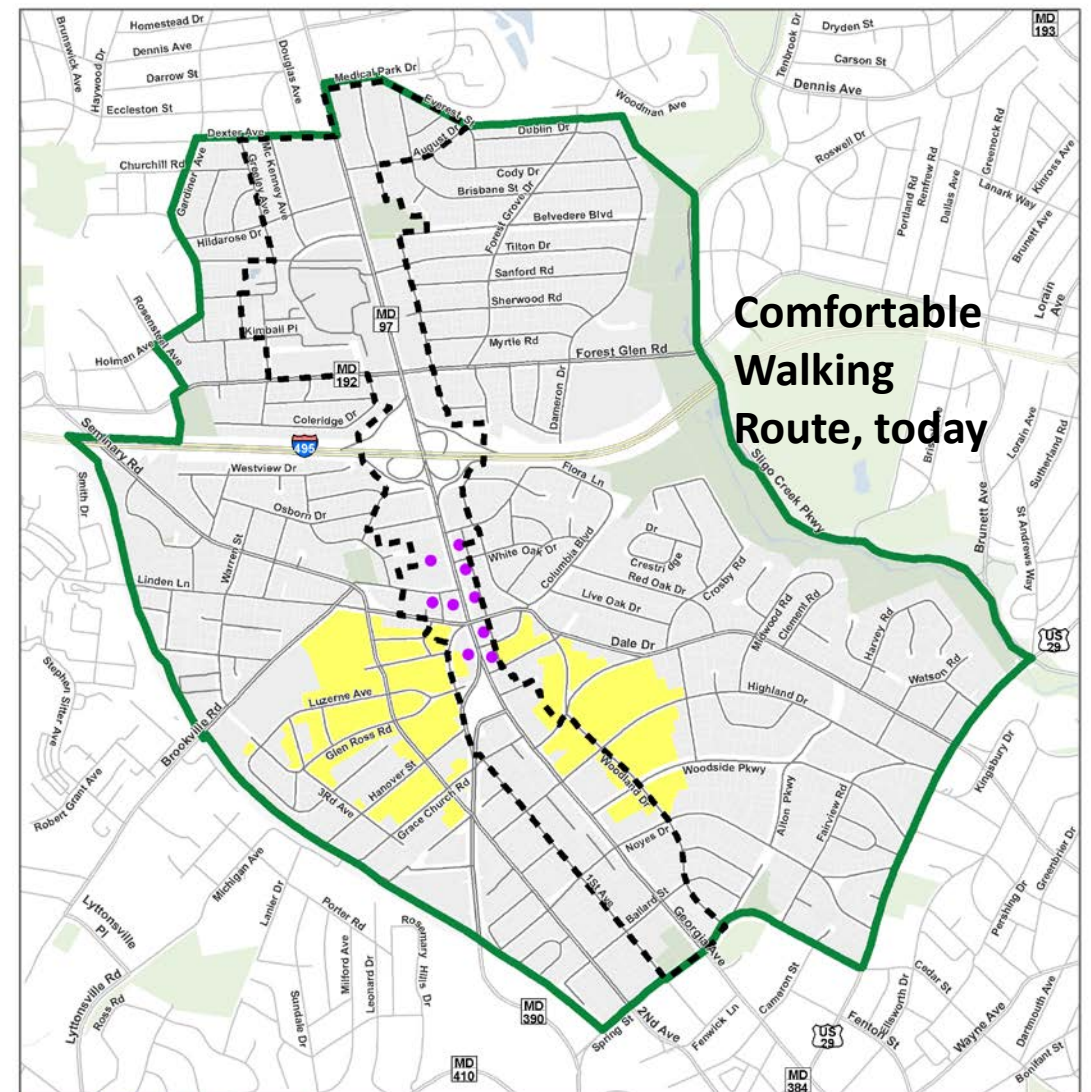 Homestead Dr
Dennis Ave
Darrow St
Eccleston St
Brunswick Ave
Haywood Dr
Douglas Ave
Medical Park Dr
Everest St
August Dr
Dublin Dr
Woodman Ave
Tenbrook Dr
Dryden St
Carson St
Dennis Ave
MD
193
Roswell Dr
Portland Rd
Renfrew Rd
Dallas Ave
Greenock Rd
Lanark Way
Kinross Ave
Brunett Ave
Lorain
Ave
Dexter Ave
Churchill Rd
Gardiner Ave
Greeley Ave
Mc Kenney Ave
Hildarose Dr
Cody Dr
Brisbane St
Forest Grove Dr
Belvedere Blvd
Tilton Dr
Sanford Rd
Sherwood Rd
Myrtle Rd
Forest Glen Rd
MD
97
Rosensteel Ave
Holman Ave
Kimball Pl
MD
192
Coleridge Dr
Dameron Dr
Comfortable
Walking
Route, today
Seminary Rd
495
Westview Dr
Smith Dr
Osborn Dr
Warren St
Linden Ln
Flora Ln
White Oak Dr
Columbia Blvd
Dr
Crestri dge
Red Oak Dr
Crosby Rd
Live Oak Dr
Sligo Creek Pkwy
Lorain Ave
Sutherland Rd
Brunett Ave
St Andrews Way
US
29
Midwood Rd
Clement Rd
Harvey Rd
Watson Rd
Dale Dr
Highland Dr
Stephen Sitter Ave
Brookville Rd
Robert Grant Ave
Luzerne Ave
Glen Ross Rd
Hanover St
3Rd Ave
Grace Church Rd
Woodland Dr
Woodside Pkwy
Alton Pkwy
Fairview Rd
Kingsbury Dr
Noyes Dr
1St Ave
Ballard St
Georgia Ave
Greenbrier Dr
Pershing Dr
Michigan Ave
Lanier Dr
Lyttonsville
Pl
Lyttonsville Rd
Ross Rd
Porter Rd
Milford Ave
Leonard Dr
Rosemary Hills Dr
Sundale Dr
MD
390
MD
410
Spring St
2Nd Ave
Fenwick Ln
Cameron St
US
29
Fenton St
Ellsworth Dr
Cedar St
Wayne Ave
Dartmouth Ave
Bonifant St
MD
384